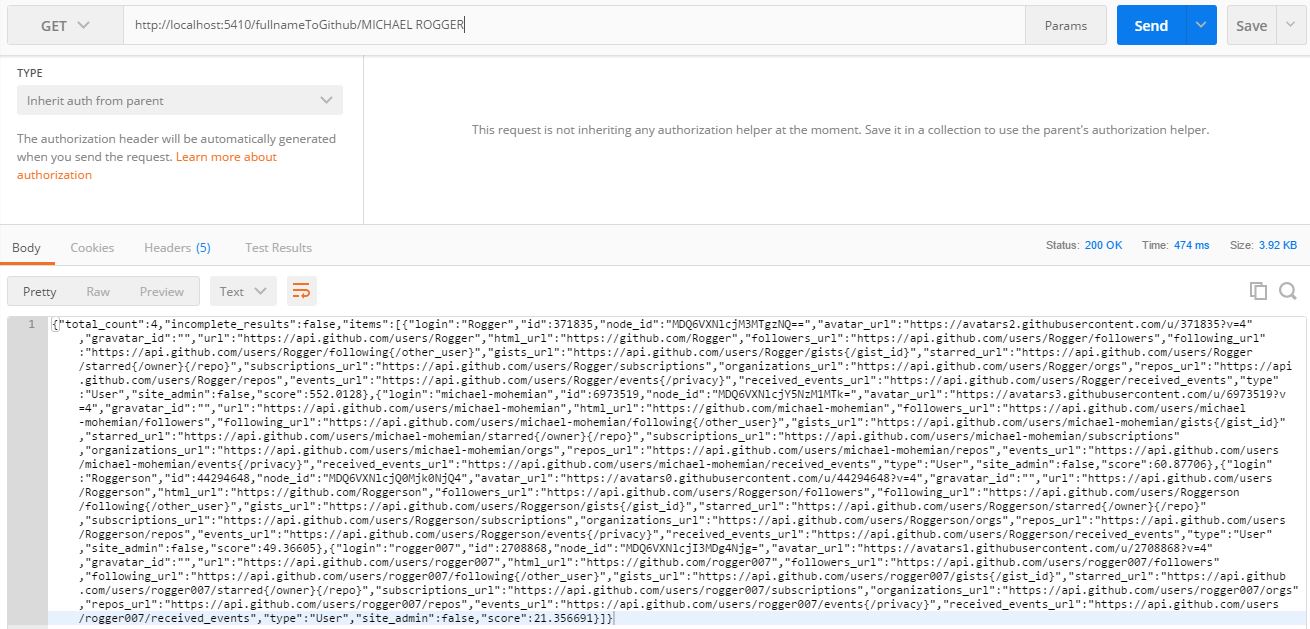 GET http://localhost:5410/fullnameToGithub/MICHAEL ROGGER Params Send Save
TYPE
Inherit auth from parent
The authorization header will be automatically generated
when you send the request. Learn more about
authorization
This request is not inheriting any authorization helper at the moment. Save it in a collection to use the parent's authorization helper.
Body Cookies Headers (5) Test Results Status: 200 OK Time: 474 ms Size: 3.92 KB
Pretty Raw Preview Text
1 {"total_count":4,"incomplete_results":false,"items":[{"login":"Rogger","id":371835,"node_id":"MDQ6VXNlcjM3MTgzNQ==","avatar_url":"https://avatars2.githubusercontent.com/u/371835?v=4"
,"gravatar_id":"","url":"https://api.github.com/users/Rogger","html_url":"https://github.com/Rogger","followers_url":"https://api.github.com/users/Rogger/followers","following_url"
:"https://api.github.com/users/Rogger/following{/other_user}","gists_url":"https://api.github.com/users/Rogger/gists{/gist_id}","starred_url":"https://api.github.com/users/Rogger
/starred{/owner}{/repo}","subscriptions_url":"https://api.github.com/users/Rogger/subscriptions","organizations_url":"https://api.github.com/users/Rogger/orgs","repos_url":"https://api
.github.com/users/Rogger/repos","events_url":"https://api.github.com/users/Rogger/events{/privacy}","received_events_url":"https://api.github.com/users/Rogger/received_events","type"
:"User","site_admin":false,"score":552.0128},{"login":"michael-mohemian","id":6973519,"node_id":"MDQ6VXNlcjY5NzM1MTk=","avatar_url":"https://avatars3.githubusercontent.com/u/6973519?v
=4","gravatar_id":"","url":"https://api.github.com/users/michael-mohemian","html_url":"https://github.com/michael-mohemian","followers_url":"https://api.github.com/users/michael
-mohemian/followers","following_url":"https://api.github.com/users/michael-mohemian/following{/other_user}","gists_url":"https://api.github.com/users/michael-mohemian/gists{/gist_id}"
,"starred_url":"https://api.github.com/users/michael-mohemian/starred{/owner}{/repo}","subscriptions_url":"https://api.github.com/users/michael-mohemian/subscriptions"
,"organizations_url":"https://api.github.com/users/michael-mohemian/orgs","repos_url":"https://api.github.com/users/michael-mohemian/repos","events_url":"https://api.github.com/users
/michael-mohemian/events{/privacy}","received_events_url":"https://api.github.com/users/michael-mohemian/received_events","type":"User","site_admin":false,"score":60.87706},{"login"
:"Roggerson","id":44294648,"node_id":"MDQ6VXNlcjQ0Mjk0NjQ4","avatar_url":"https://avatars0.githubusercontent.com/u/44294648?v=4","gravatar_id":"","url":"https://api.github.com/users
/Roggerson","html_url":"https://github.com/Roggerson","followers_url":"https://api.github.com/users/Roggerson/followers","following_url":"https://api.github.com/users/Roggerson
/following{/other_user}","gists_url":"https://api.github.com/users/Roggerson/gists{/gist_id}","starred_url":"https://api.github.com/users/Roggerson/starred{/owner}{/repo}"
,"subscriptions_url":"https://api.github.com/users/Roggerson/subscriptions","organizations_url":"https://api.github.com/users/Roggerson/orgs","repos_url":"https://api.github.com/users
/Roggerson/repos","events_url":"https://api.github.com/users/Roggerson/events{/privacy}","received_events_url":"https://api.github.com/users/Roggerson/received_events","type":"User"
,"site_admin":false,"score":49.36605},{"login":"rogger007","id":2708868,"node_id":"MDQ6VXNlcjI3MDg4Njg=","avatar_url":"https://avatars1.githubusercontent.com/u/2708868?v=4"
,"gravatar_id":"","url":"https://api.github.com/users/rogger007","html_url":"https://github.com/rogger007","followers_url":"https://api.github.com/users/rogger007/followers"
,"following_url":"https://api.github.com/users/rogger007/following{/other_user}","gists_url":"https://api.github.com/users/rogger007/gists{/gist_id}","starred_url":"https://api.github
.com/users/rogger007/starred{/owner}{/repo}","subscriptions_url":"https://api.github.com/users/rogger007/subscriptions","organizations_url":"https://api.github.com/users/rogger007/orgs"
,"repos_url":"https://api.github.com/users/rogger007/repos","events_url":"https://api.github.com/users/rogger007/events{/privacy}","received_events_url":"https://api.github.com/users
/rogger007/received_events","type":"User","site_admin":false,"score":21.356691}]}